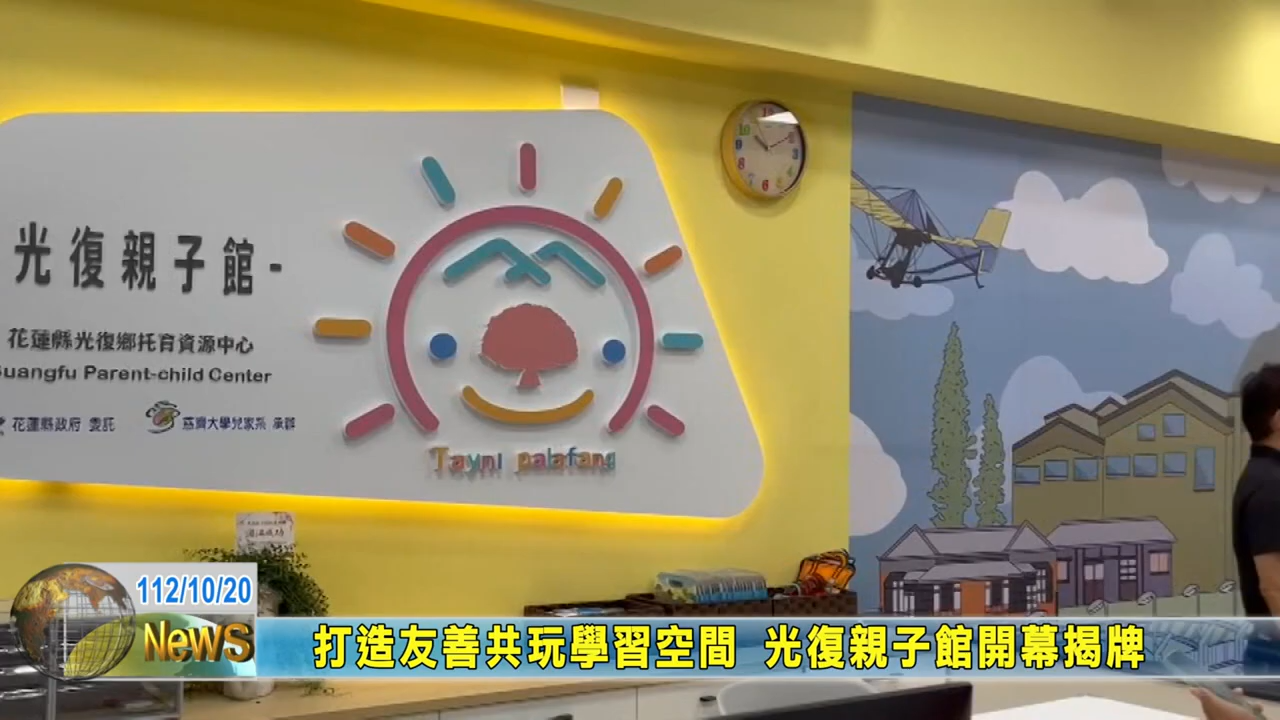 光復親子館-
花蓮縣光復鄉托育資源中心
Guangfu Parent-child Center
花蓮縣政府 委託
慈濟大學兒家系 承辦
Tayni palafang
112/10/20
News
打造友善共玩學習空間 光復親子館開幕揭牌